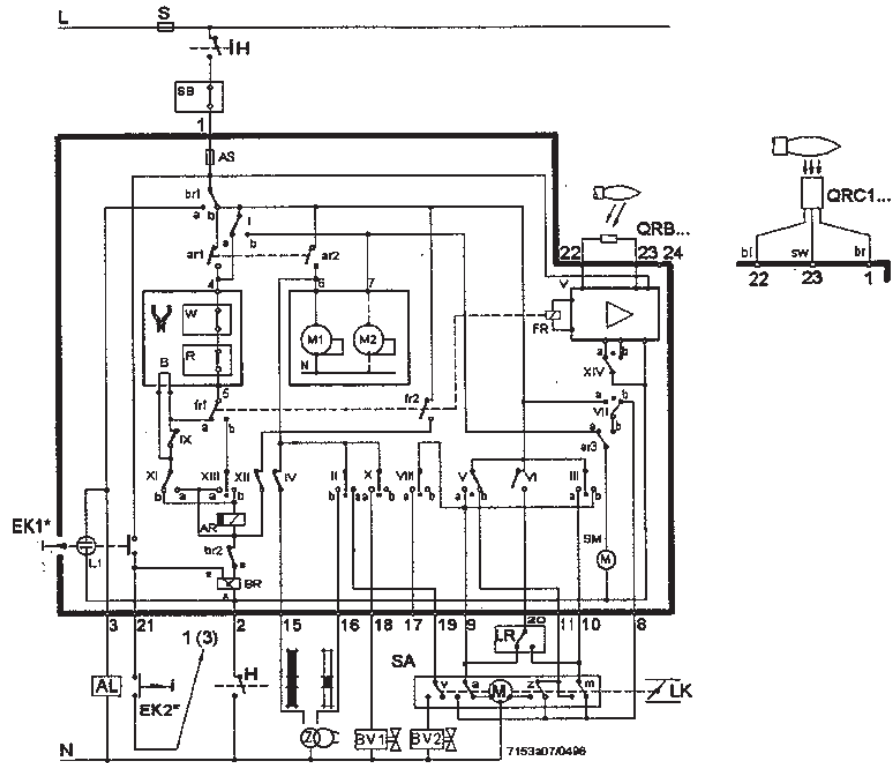 L S
H
SB
1
AS
br1
a b I
a b
ar1 ar2
QRB...
22 23 24
QRC1...
bl sw br
22 23 1
4 6 7
W
R
B
M1 M2
N
V
FR
a b
XIV
5
fr1 a b
fr2
a b
VII
a
ar3
IX
XI XIII XII IV II X VIII V VI III
b a a b a a b a b a b a b
AR
br2
a
BR
SM
M
EK1*
L1
3 21 2 15 16 18 17 19 9 20 11 10 8
1 (3)
LR
AL
EK2*
H
SA
v a M z m
LK
Z
BV1 BV2
N
7153a07/0496